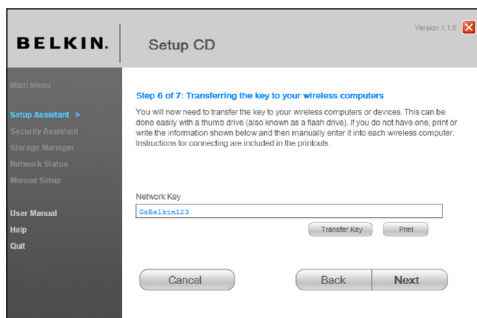 BELKIN.
Setup CD
Version 1.1.0
Main Menu
Setup Assistant >
Security Assistant
Storage Manager
Network Status
Manual Setup
User Manual
Help
Quit
Step 6 of 7: Transferring the key to your wireless computers
You will now need to transfer the key to your wireless computers or devices. This can be
done easily with a thumb drive (also known as a flash drive). If you do not have one, print or
write the information shown below and then manually enter it into each wireless computer.
Instructions for connecting are included in the printouts.
Network Key
GoBelkin123
Transfer Key
Print
Cancel
Back
Next